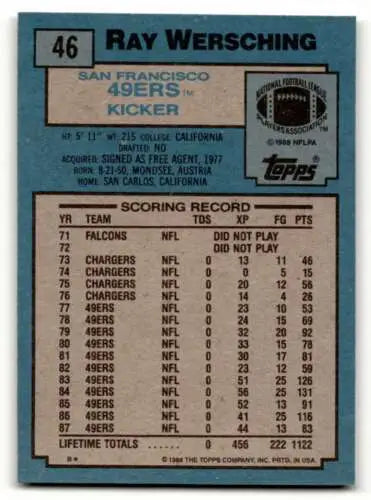 46 RAY WERSCHING
SAN FRANCISCO
49ERS™
KICKER
NATIONAL FOOTBALL LEAGUE
PLAYERS ASSOCIATION
© 1988 NFLPA
Topps
HT: 5' 11" WT: 215 COLLEGE: CALIFORNIA
DRAFTED: NO
ACQUIRED: SIGNED AS FREE AGENT, 1977
BORN: 8-21-50, MONDSEE, AUSTRIA
HOME: SAN CARLOS, CALIFORNIA
SCORING RECORD
YR TEAM TDS XP FG PTS
71 FALCONS NFL DID NOT PLAY
72 DID NOT PLAY
73 CHARGERS NFL 0 13 11 46
74 CHARGERS NFL 0 0 5 15
75 CHARGERS NFL 0 20 12 56
76 CHARGERS NFL 0 14 4 26
77 49ERS NFL 0 23 10 53
78 49ERS NFL 0 24 15 69
79 49ERS NFL 0 32 20 92
80 49ERS NFL 0 33 15 78
81 49ERS NFL 0 30 17 81
82 49ERS NFL 0 23 12 59
83 49ERS NFL 0 51 25 126
84 49ERS NFL 0 56 25 131
85 49ERS NFL 0 52 13 91
86 49ERS NFL 0 41 25 116
87 49ERS NFL 0 44 13 83
LIFETIME TOTALS ...... 0 456 222 1122
B* © 1988 THE TOPPS COMPANY, INC. PRTD. IN U.S.A.